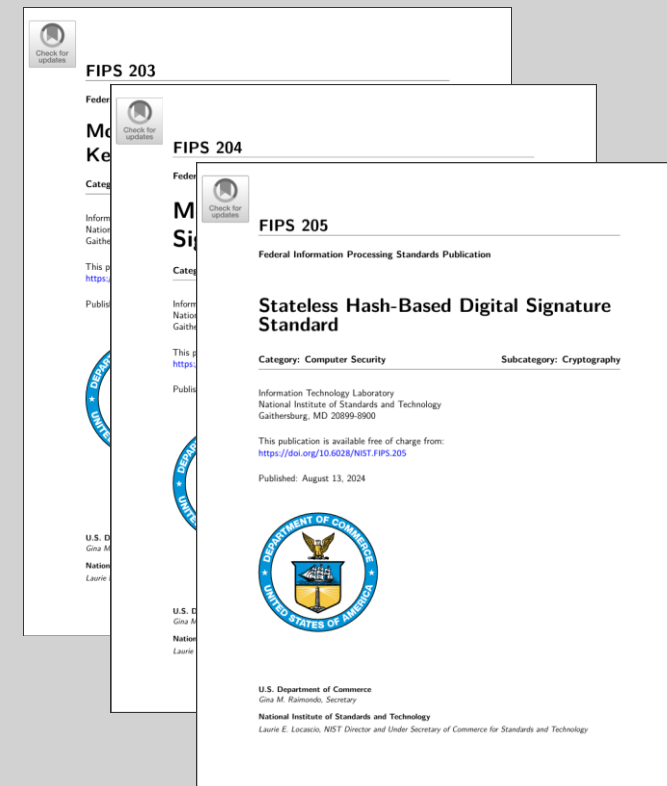 Check for
updates
FIPS 203
Feder
Mo
Ke
Categ
Inform
Nation
Gaithe
This p
https:/
Publis
DEPAR
UNITE
U.S. D
Gina M
Nation
Laurie
Check for
updates
FIPS 204
Feder
M
Sig
Categ
Inform
Nation
Gaithe
This p
https:
Publis
DEPAR
UNITE
U.S. D
Gina M
Nation
Laurie
Check for
updates
FIPS 205
Federal Information Processing Standards Publication
Stateless Hash-Based Digital Signature
Standard
Category: Computer Security Subcategory: Cryptography
Information Technology Laboratory
National Institute of Standards and Technology
Gaithersburg, MD 20899-8900
This publication is available free of charge from:
https://doi.org/10.6028/NIST.FIPS.205
Published: August 13, 2024
DEPARTMENT OF COMMERCE
UNITED STATES OF AMERICA
U.S. Department of Commerce
Gina M. Raimondo, Secretary
National Institute of Standards and Technology
Laurie E. Locascio, NIST Director and Under Secretary of Commerce for Standards and Technology